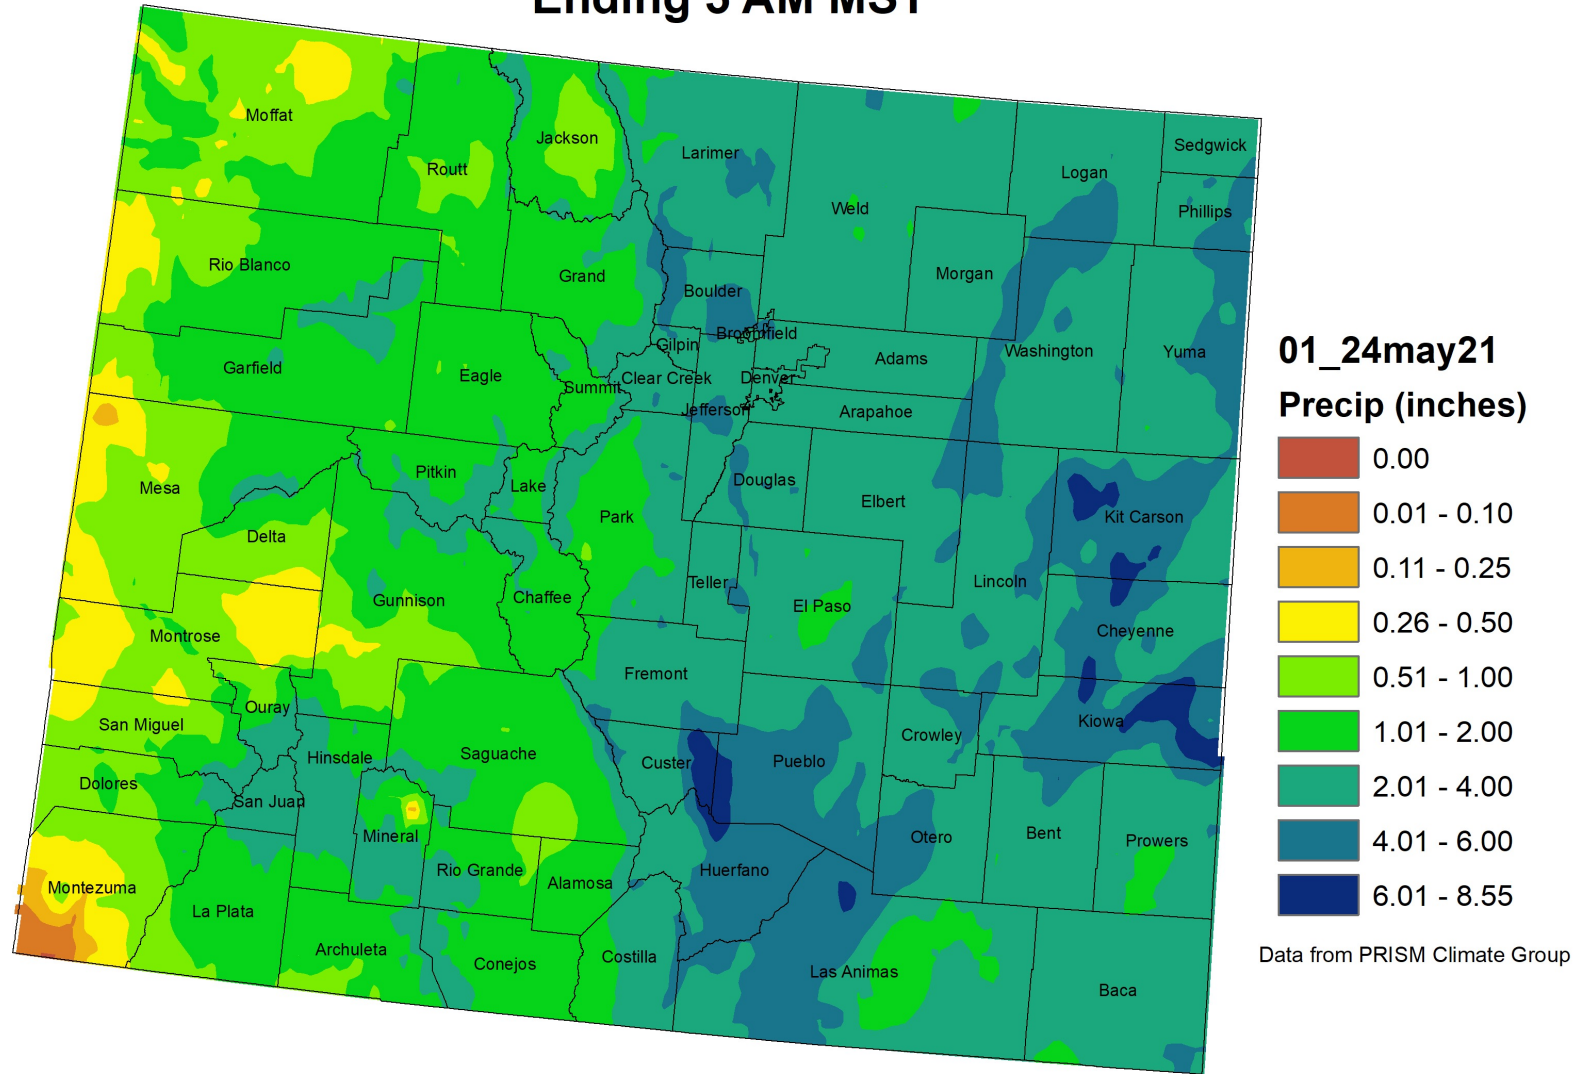 Ending 5 AM MST
Moffat
Routt
Jackson
Larimer
Weld
Logan
Sedgwick
Phillips
Rio Blanco
Grand
Boulder
Morgan
Broomfield
Gilpin
Adams
Washington
Yuma
Garfield
Eagle
Summit
Clear Creek
Denver
Jefferson
Arapahoe
Mesa
Pitkin
Lake
Park
Douglas
Elbert
Kit Carson
Delta
Gunnison
Chaffee
Teller
El Paso
Lincoln
Cheyenne
Montrose
Fremont
Ouray
San Miguel
Hinsdale
Saguache
Custer
Pueblo
Crowley
Kiowa
Dolores
San Juan
Mineral
Rio Grande
Alamosa
Huerfano
Otero
Bent
Prowers
Montezuma
La Plata
Archuleta
Conejos
Costilla
Las Animas
Baca
01_24may21
Precip (inches)
0.00
0.01 - 0.10
0.11 - 0.25
0.26 - 0.50
0.51 - 1.00
1.01 - 2.00
2.01 - 4.00
4.01 - 6.00
6.01 - 8.55
Data from PRISM Climate Group